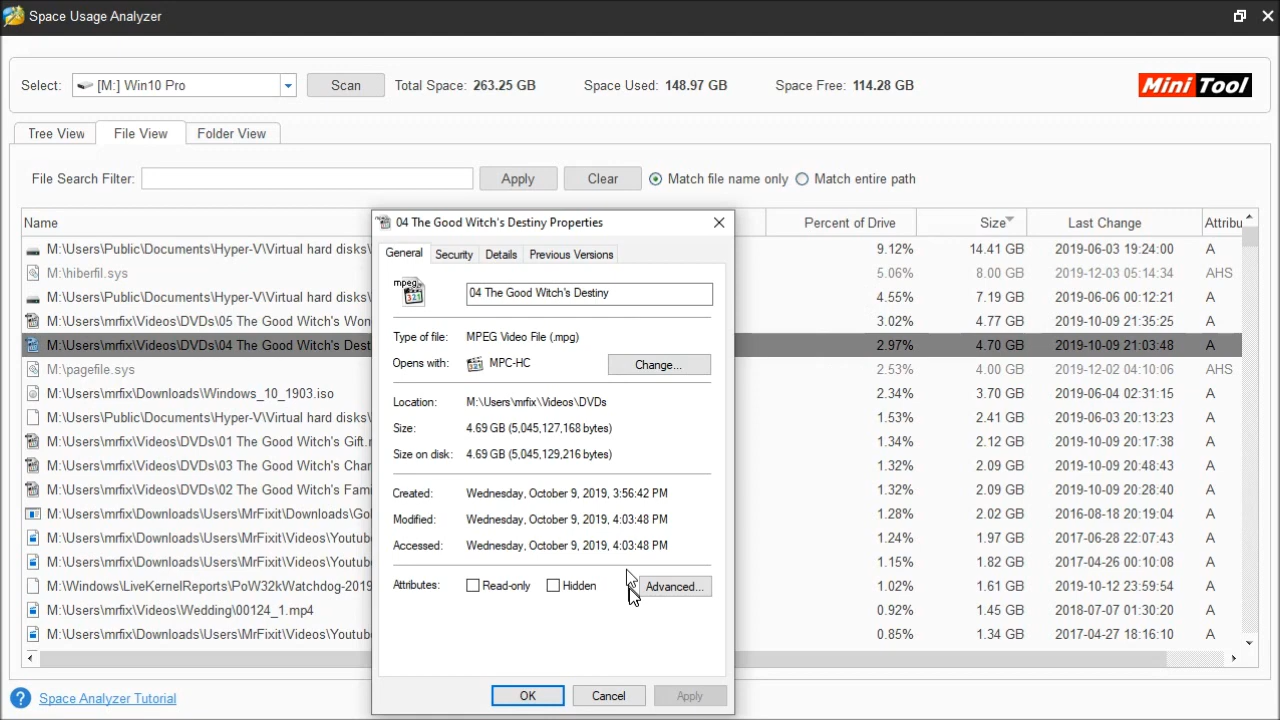 Space Usage Analyzer
Select: [M:] Win10 Pro Scan Total Space: 263.25 GB Space Used: 148.97 GB Space Free: 114.28 GB Mini Tool
Tree View File View Folder View
File Search Filter: Apply Clear Match file name only Match entire path
Name Percent of Drive Size Last Change Attribu
M:\Users\Public\Documents\Hyper-V\Virtual hard disks\ 9.12% 14.41 GB 2019-06-03 19:24:00 A
M:\hiberfil.sys 5.06% 8.00 GB 2019-12-03 05:14:34 AHS
M:\Users\Public\Documents\Hyper-V\Virtual hard disks\ 4.55% 7.19 GB 2019-06-06 00:12:21 A
M:\Users\mrfix\Videos\DVDs\05 The Good Witch's Won 3.02% 4.77 GB 2019-10-09 21:35:25 A
M:\Users\mrfix\Videos\DVDs\04 The Good Witch's Dest 2.97% 4.70 GB 2019-10-09 21:03:48 A
M:\pagefile.sys 2.53% 4.00 GB 2019-12-02 04:10:06 AHS
M:\Users\mrfix\Downloads\Windows_10_1903.iso 2.34% 3.70 GB 2019-06-04 02:31:15 A
M:\Users\Public\Documents\Hyper-V\Virtual hard disks\ 1.53% 2.41 GB 2019-06-03 20:13:23 A
M:\Users\mrfix\Videos\DVDs\01 The Good Witch's Gift.r 1.34% 2.12 GB 2019-10-09 20:17:38 A
M:\Users\mrfix\Videos\DVDs\03 The Good Witch's Char 1.32% 2.09 GB 2019-10-09 20:48:43 A
M:\Users\mrfix\Videos\DVDs\02 The Good Witch's Fami 1.32% 2.09 GB 2019-10-09 20:28:40 A
M:\Users\mrfix\Downloads\Users\MrFixit\Downloads\Gol 1.28% 2.02 GB 2016-08-18 20:19:04 A
M:\Users\mrfix\Downloads\Users\MrFixit\Videos\Youtub 1.24% 1.97 GB 2017-06-28 22:07:43 A
M:\Users\mrfix\Downloads\Users\MrFixit\Videos\Youtub 1.15% 1.82 GB 2017-04-26 00:10:08 A
M:\Windows\LiveKernelReports\PoW32kWatchdog-2019 1.02% 1.61 GB 2019-10-12 23:59:54 A
M:\Users\mrfix\Videos\Wedding\00124_1.mp4 0.92% 1.45 GB 2018-07-07 01:30:20 A
M:\Users\mrfix\Downloads\Users\MrFixit\Videos\Youtub 0.85% 1.34 GB 2017-04-27 18:16:10 A
Space Analyzer Tutorial
04 The Good Witch's Destiny Properties
General Security Details Previous Versions
mpeg 321
04 The Good Witch's Destiny
Type of file: MPEG Video File (.mpg)
Opens with: MPC-HC Change...
Location: M:\Users\mrfix\Videos\DVDs
Size: 4.69 GB (5,045,127,168 bytes)
Size on disk: 4.69 GB (5,045,129,216 bytes)
Created: Wednesday, October 9, 2019, 3:56:42 PM
Modified: Wednesday, October 9, 2019, 4:03:48 PM
Accessed: Wednesday, October 9, 2019, 4:03:48 PM
Attributes: Read-only Hidden Advanced...
OK Cancel Apply